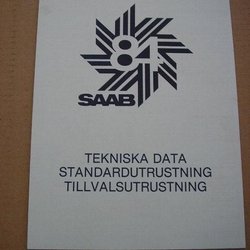 84
SAAB
TEKNISKA DATA
STANDARDUTRUSTNING
TILLVALSUTRUSTNING